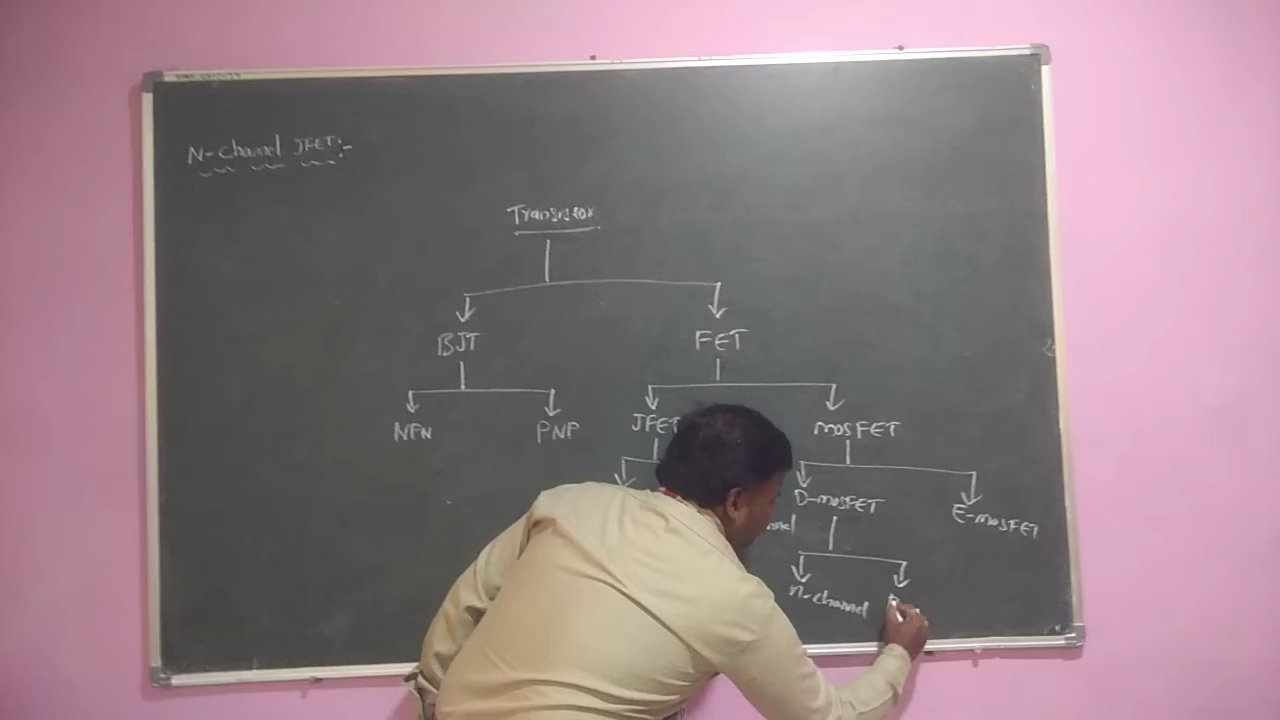 N-Channel JFET:-
Transistor
BJT FET
NPN PNP JFET MOSFET
D-MOSFET E-MOSFET
n-channel